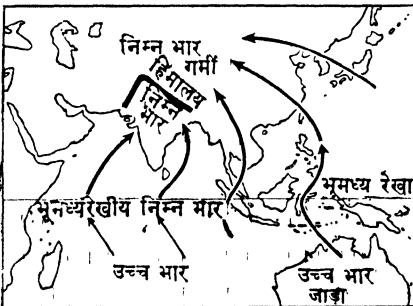 निम्न भार
गर्मी
हिमालय
निम्न
भार
भूमध्य रेखा
भूमध्यरेखीय निम्न भार
उच्च भार
उच्च भार
जाड़ा